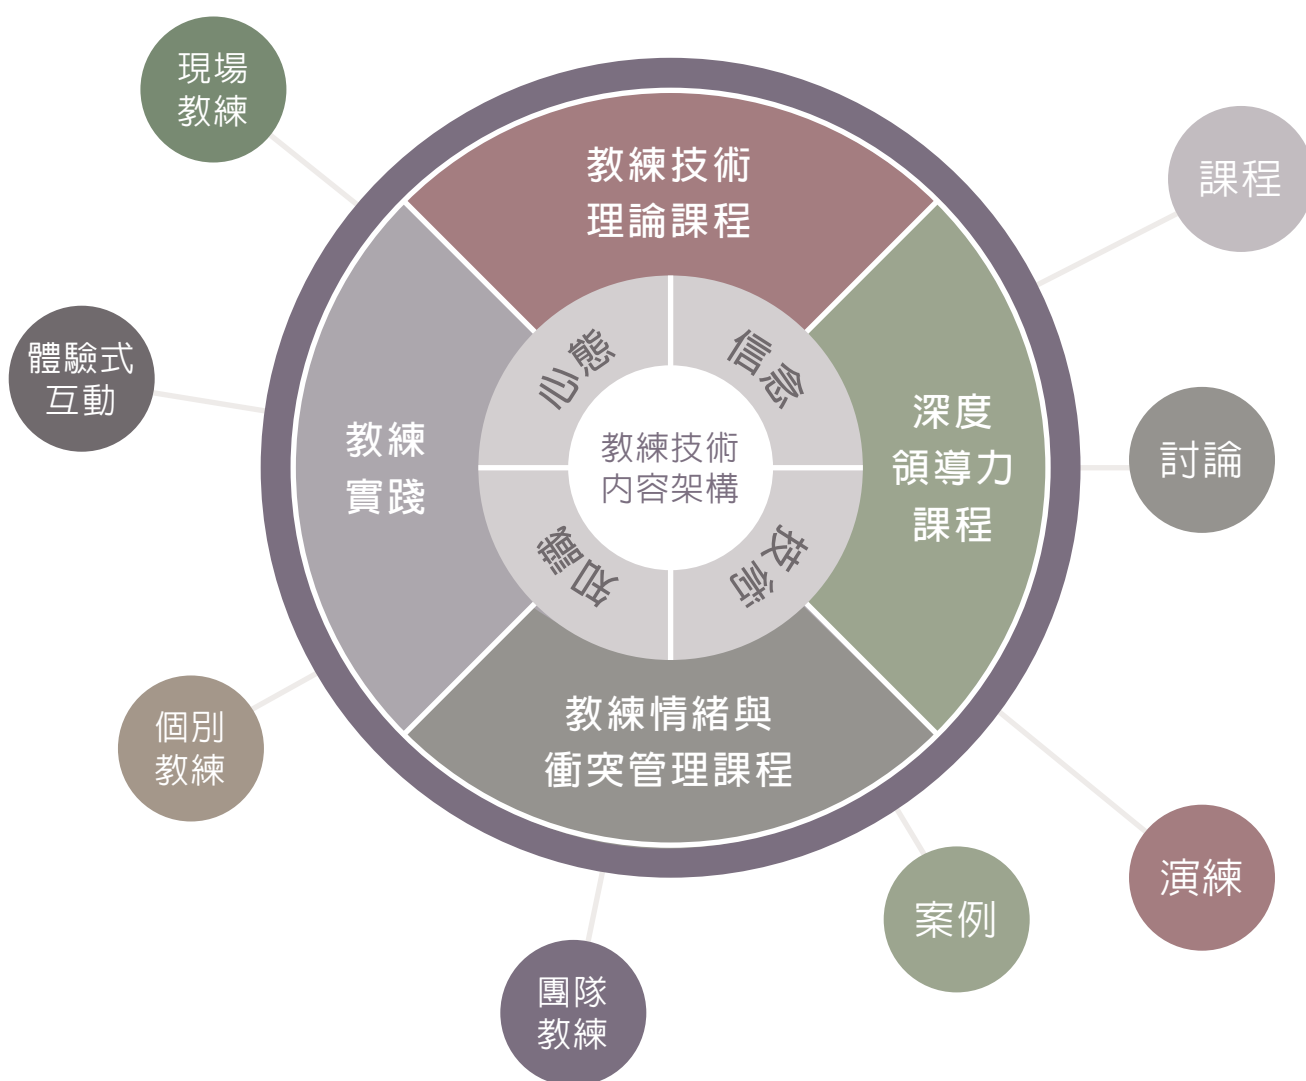 現場
教練
課程
教練技術
理論課程
體驗式
互動
心態
信念
教練
實踐
教練技術
内容架構
深度
領導力
課程
討論
知識
技術
個別
教練
教練情緒與
衝突管理課程
演練
案例
團隊
教練